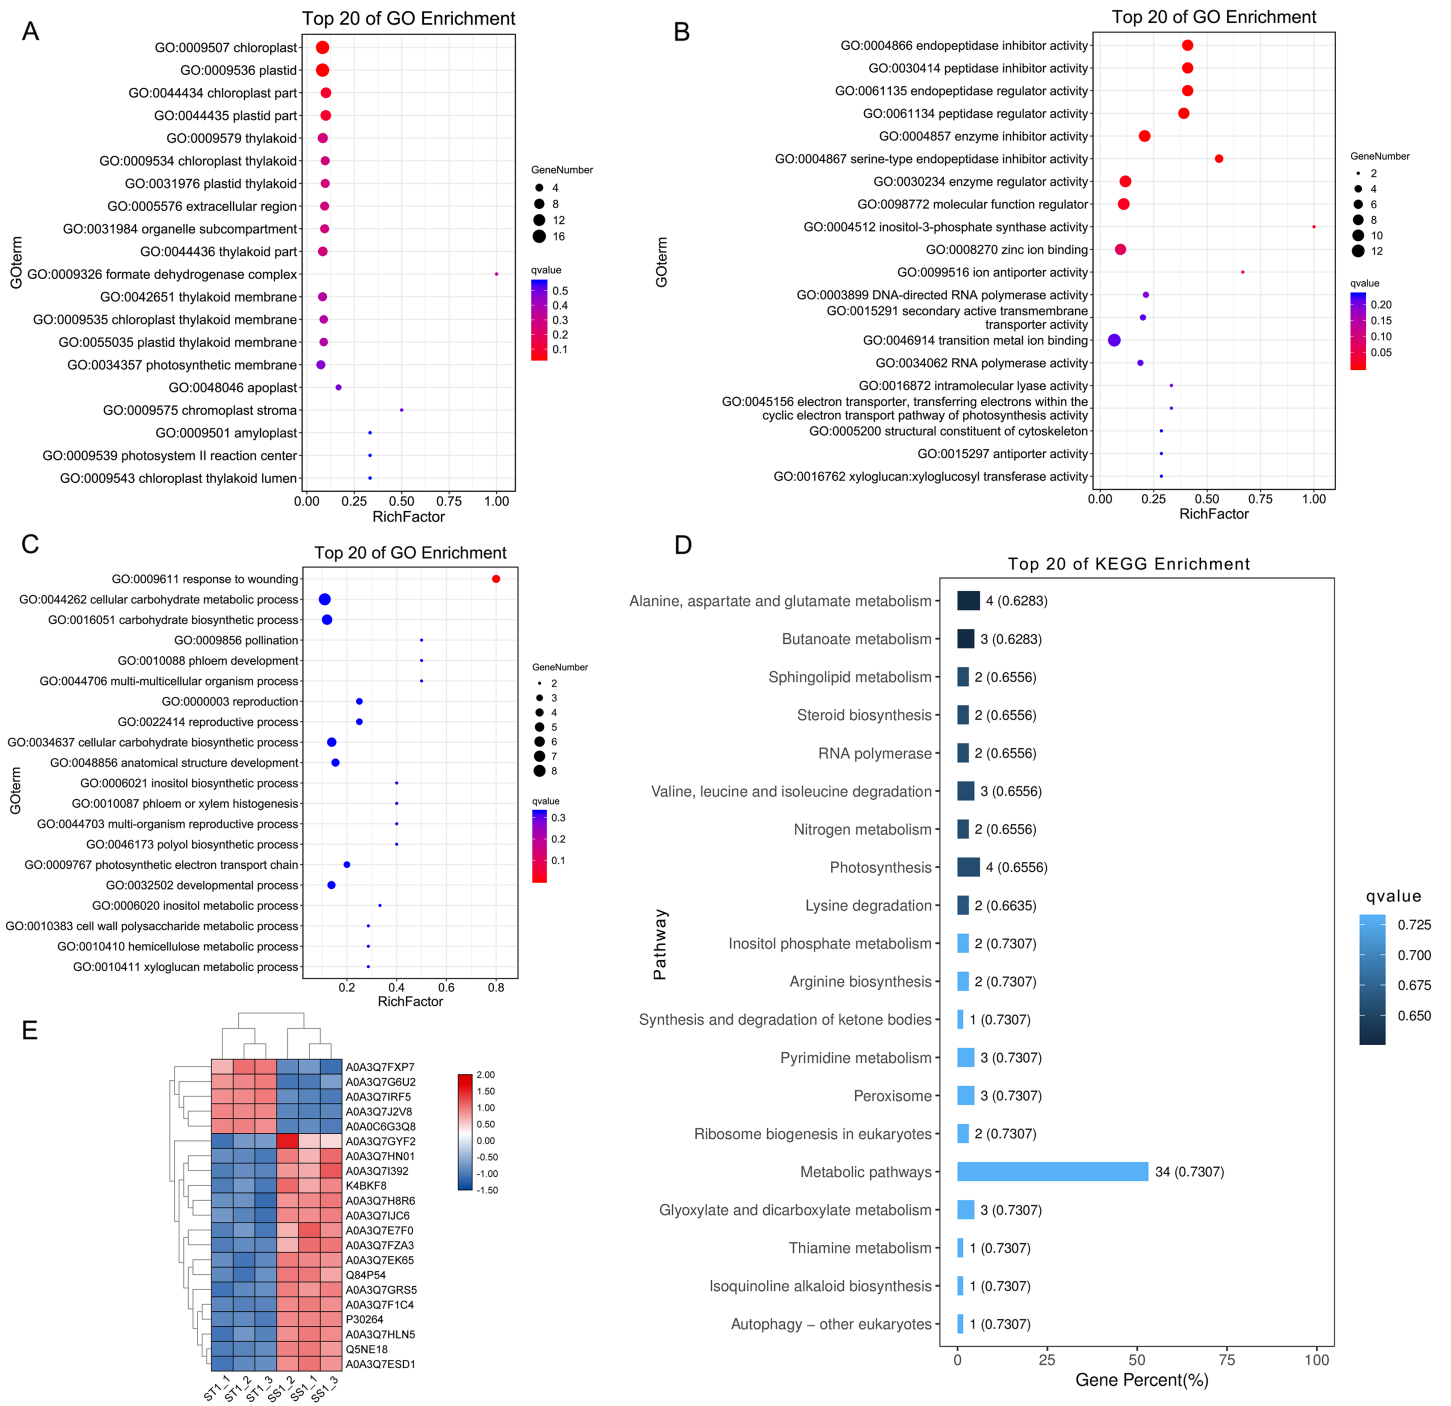 A
Top 20 of GO Enrichment
GO:0009507 chloroplast
GO:0009536 plastid
GO:0044434 chloroplast part
GO:0044435 plastid part
GO:0009579 thylakoid
GO:0009534 chloroplast thylakoid
GO:0031976 plastid thylakoid
GO:0005576 extracellular region
GO:0031984 organelle subcompartment
GO:0044436 thylakoid part
GO:0009326 formate dehydrogenase complex
GO:0042651 thylakoid membrane
GO:0009535 chloroplast thylakoid membrane
GO:0055035 plastid thylakoid membrane
GO:0034357 photosynthetic membrane
GO:0048046 apoplast
GO:0009575 chromoplast stroma
GO:0009501 amyloplast
GO:0009539 photosystem II reaction center
GO:0009543 chloroplast thylakoid lumen
GOterm
0.00 0.25 0.50 0.75 1.00
RichFactor
GeneNumber
4
8
12
16
qvalue
0.5
0.4
0.3
0.2
0.1
B
Top 20 of GO Enrichment
GO:0004866 endopeptidase inhibitor activity
GO:0030414 peptidase inhibitor activity
GO:0061135 endopeptidase regulator activity
GO:0061134 peptidase regulator activity
GO:0004857 enzyme inhibitor activity
GO:0004867 serine-type endopeptidase inhibitor activity
GO:0030234 enzyme regulator activity
GO:0098772 molecular function regulator
GO:0004512 inositol-3-phosphate synthase activity
GO:0008270 zinc ion binding
GO:0099516 ion antiporter activity
GO:0003899 DNA-directed RNA polymerase activity
GO:0015291 secondary active transmembrane
transporter activity
GO:0046914 transition metal ion binding
GO:0034062 RNA polymerase activity
GO:0016872 intramolecular lyase activity
GO:0045156 electron transporter, transferring electrons within the
cyclic electron transport pathway of photosynthesis activity
GO:0005200 structural constituent of cytoskeleton
GO:0015297 antiporter activity
GO:0016762 xyloglucan:xyloglucosyl transferase activity
GOterm
0.00 0.25 0.50 0.75 1.00
RichFactor
GeneNumber
2
4
6
8
10
12
qvalue
0.20
0.15
0.10
0.05
C
Top 20 of GO Enrichment
GO:0009611 response to wounding
GO:0044262 cellular carbohydrate metabolic process
GO:0016051 carbohydrate biosynthetic process
GO:0009856 pollination
GO:0010088 phloem development
GO:0044706 multi-multicellular organism process
GO:0000003 reproduction
GO:0022414 reproductive process
GO:0034637 cellular carbohydrate biosynthetic process
GO:0048856 anatomical structure development
GO:0006021 inositol biosynthetic process
GO:0010087 phloem or xylem histogenesis
GO:0044703 multi-organism reproductive process
GO:0046173 polyol biosynthetic process
GO:0009767 photosynthetic electron transport chain
GO:0032502 developmental process
GO:0006020 inositol metabolic process
GO:0010383 cell wall polysaccharide metabolic process
GO:0010410 hemicellulose metabolic process
GO:0010411 xyloglucan metabolic process
GOterm
0.2 0.4 0.6 0.8
RichFactor
GeneNumber
2
3
4
5
6
7
8
qvalue
0.3
0.2
0.1
D
Top 20 of KEGG Enrichment
Alanine, aspartate and glutamate metabolism 4 (0.6283)
Butanoate metabolism 3 (0.6283)
Sphingolipid metabolism 2 (0.6556)
Steroid biosynthesis 2 (0.6556)
RNA polymerase 2 (0.6556)
Valine, leucine and isoleucine degradation 3 (0.6556)
Nitrogen metabolism 2 (0.6556)
Photosynthesis 4 (0.6556)
Lysine degradation 2 (0.6635)
Inositol phosphate metabolism 2 (0.7307)
Arginine biosynthesis 2 (0.7307)
Synthesis and degradation of ketone bodies 1 (0.7307)
Pyrimidine metabolism 3 (0.7307)
Peroxisome 3 (0.7307)
Ribosome biogenesis in eukaryotes 2 (0.7307)
Metabolic pathways 34 (0.7307)
Glyoxylate and dicarboxylate metabolism 3 (0.7307)
Thiamine metabolism 1 (0.7307)
Isoquinoline alkaloid biosynthesis 1 (0.7307)
Autophagy − other eukaryotes 1 (0.7307)
Pathway
0 25 50 75 100
Gene Percent(%)
qvalue
0.725
0.700
0.675
0.650
E
A0A3Q7FXP7
A0A3Q7G6U2
A0A3Q7IRF5
A0A3Q7J2V8
A0A0C6G3Q8
A0A3Q7GYF2
A0A3Q7HN01
A0A3Q7I392
K4BKF8
A0A3Q7H8R6
A0A3Q7IJC6
A0A3Q7E7F0
A0A3Q7FZA3
A0A3Q7EK65
Q84P54
A0A3Q7GRS5
A0A3Q7F1C4
P30264
A0A3Q7HLN5
Q5NE18
A0A3Q7ESD1
ST1_1 ST1_2 ST1_3 SS1_2 SS1_1 SS1_3
2.00
1.50
1.00
0.50
0.00
-0.50
-1.00
-1.50